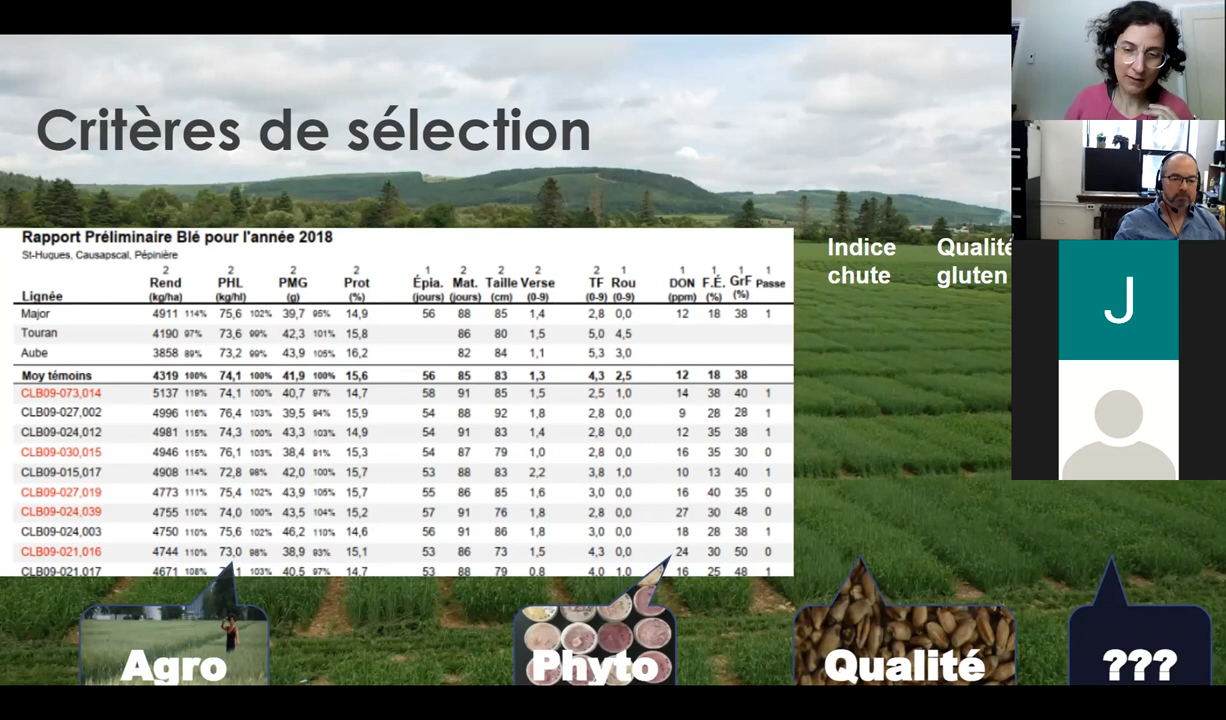 Critères de sélection
Rapport Préliminaire Blé pour l'année 2018
St-Hugues, Causapscal, Pépinière
2 2 2 2 1 2 2 2 2 1 1 1 1 1
Rend PHL PMG Prot Épia. Mat. Taille Verse TF Rou DON F.É. GrF Passe
Lignée (kg/ha) (kg/hl) (g) (%) (jours) (jours) (cm) (0-9) (0-9) (0-9) (ppm) (%) (%)
Major 4911 114% 75,6 102% 39,7 95% 14,9 56 88 85 1,4 2,8 0,0 12 18 38 1
Touran 4190 97% 73,6 99% 42,3 101% 15,8 86 80 1,5 5,0 4,5
Aube 3858 89% 73,2 99% 43,9 105% 16,2 82 84 1,1 5,3 3,0
Moy témoins 4319 100% 74,1 100% 41,9 100% 15,6 56 85 83 1,3 4,3 2,5 12 18 38
CLB09-073,014 5137 119% 74,1 100% 40,7 97% 14,7 58 91 85 1,5 2,5 1,0 14 38 40 1
CLB09-027,002 4996 116% 76,4 103% 39,5 94% 15,9 54 88 92 1,8 2,8 0,0 9 28 28 1
CLB09-024,012 4981 115% 74,3 100% 43,3 103% 14,9 54 91 83 1,4 2,8 0,0 12 35 38 1
CLB09-030,015 4946 115% 76,1 103% 38,4 91% 15,3 54 87 79 1,0 2,8 0,0 16 35 30 0
CLB09-015,017 4908 114% 72,8 98% 42,0 100% 15,7 53 88 83 2,2 3,8 1,0 10 13 40 1
CLB09-027,019 4773 111% 75,4 102% 43,9 105% 15,7 55 86 85 1,6 3,0 0,0 16 40 35 0
CLB09-024,039 4755 110% 74,0 100% 43,5 104% 15,2 57 91 76 1,8 2,8 0,0 27 30 48 0
CLB09-024,003 4750 110% 75,6 102% 46,2 110% 14,6 56 91 86 1,8 3,0 0,0 18 28 38 1
CLB09-021,016 4744 110% 73,0 98% 38,9 93% 15,1 53 86 73 1,5 4,3 0,0 24 30 50 0
CLB09-021,017 4671 108% 103% 40,5 97% 14,7 53 88 79 0,8 4,0 1,0 16 25 48 1
Indice
chute
Qualité
gluten
J
Agro
Phyto
Qualité
???